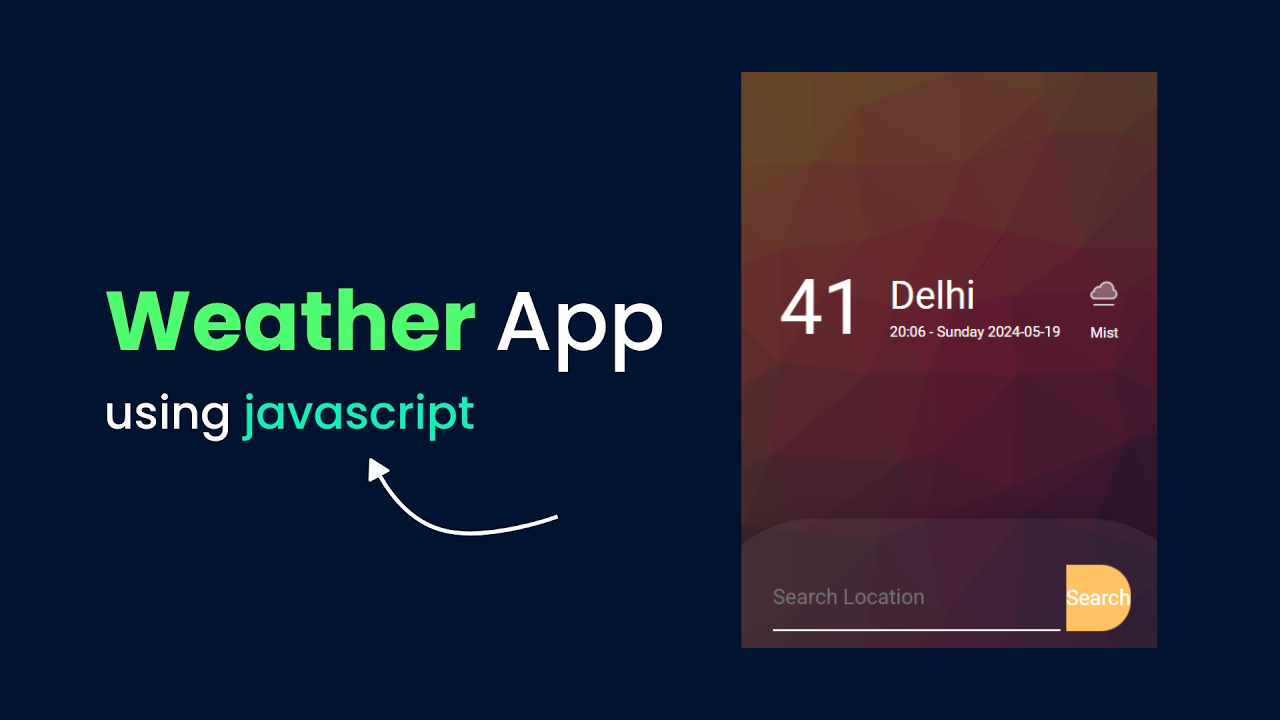 Weather App
using javascript
41
Delhi
20:06 - Sunday 2024-05-19
Mist
Search Location
Search